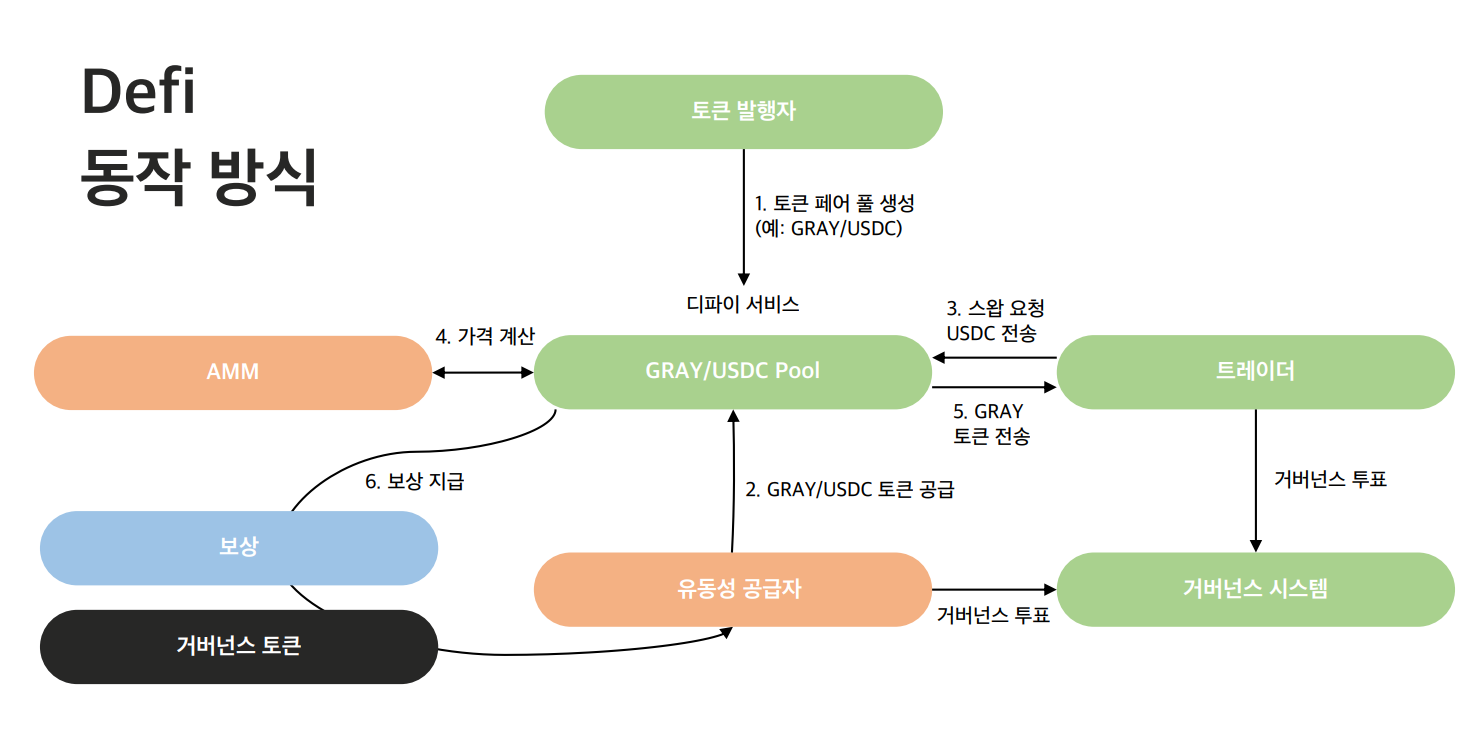 Defi
동작 방식
토큰 발행자
1. 토큰 페어 풀 생성
(예: GRAY/USDC)
디파이 서비스
3. 스왑 요청
USDC 전송
4. 가격 계산
AMM
GRAY/USDC Pool
트레이더
5. GRAY
토큰 전송
6. 보상 지급
2. GRAY/USDC 토큰 공급
거버넌스 투표
보상
유동성 공급자
거버넌스 시스템
거버넌스 투표
거버넌스 토큰